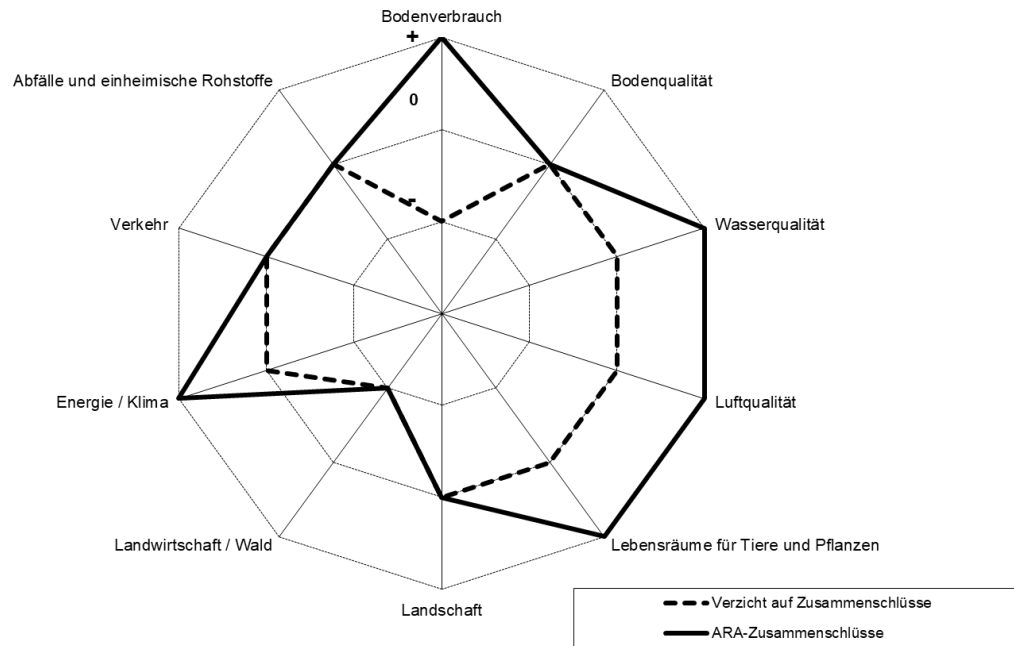 Bodenverbrauch
+
Abfälle und einheimische Rohstoffe
Bodenqualität
0
-
Verkehr
Wasserqualität
Energie / Klima
Luftqualität
Landwirtschaft / Wald
Lebensräume für Tiere und Pflanzen
Landschaft
Verzicht auf Zusammenschlüsse
ARA-Zusammenschlüsse